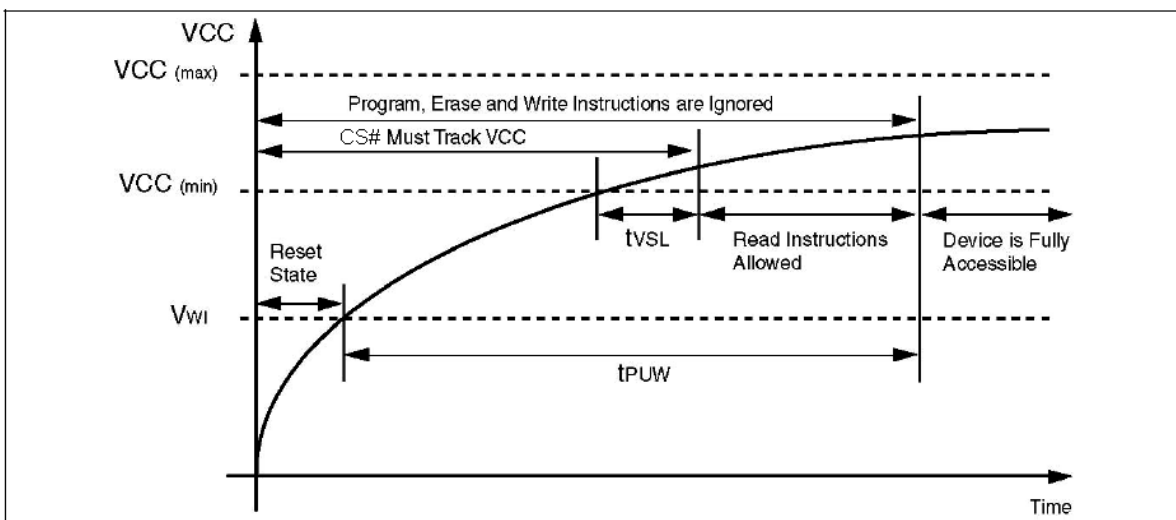 VCC
VCC (max)
Program, Erase and Write Instructions are Ignored
CS# Must Track VCC
VCC (min)
tVSL
Read Instructions
Allowed
Device is Fully
Accessible
Reset
State
VWI
tPUW
Time